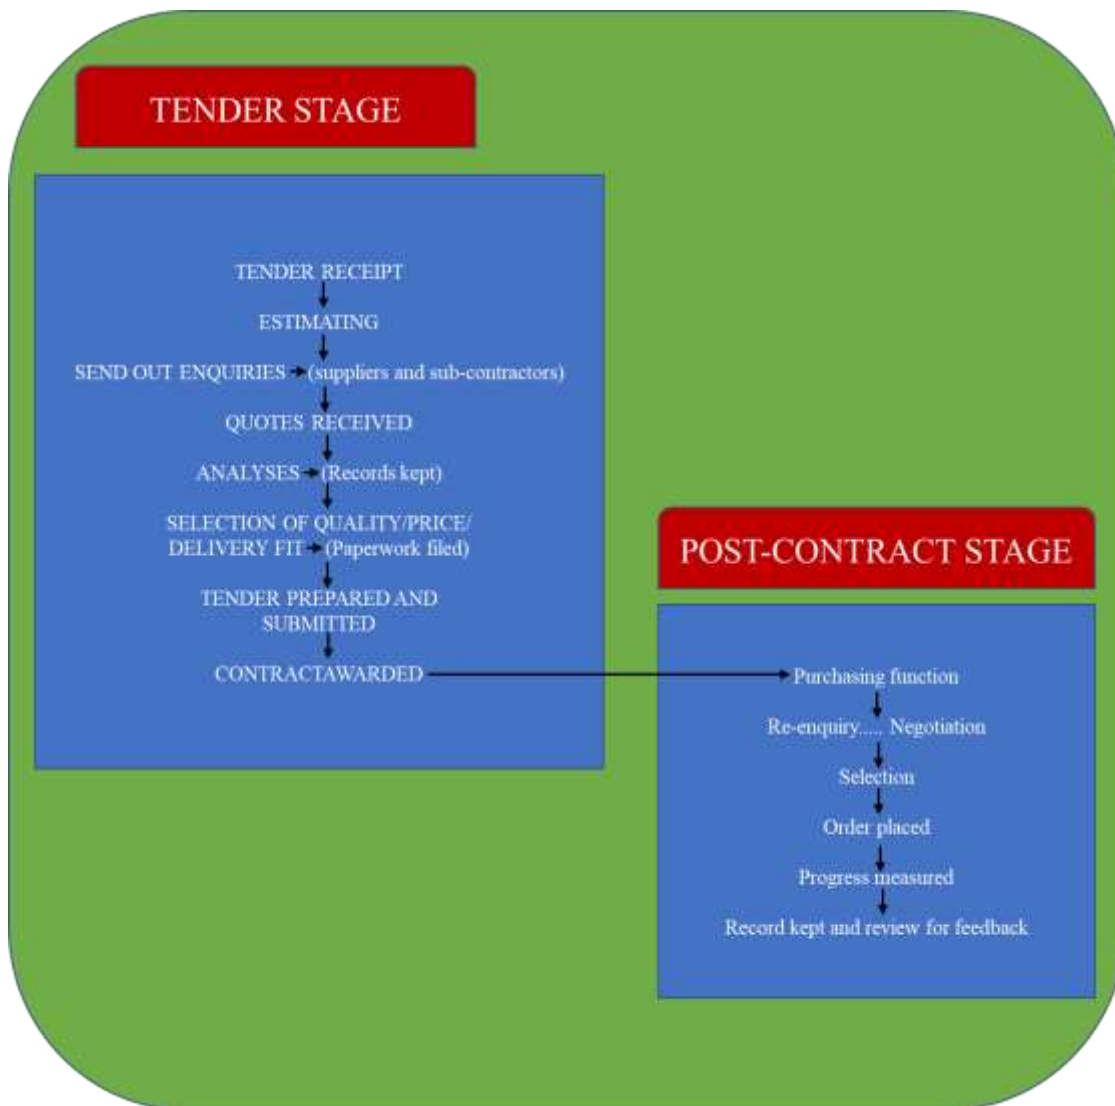 TENDER STAGE
TENDER RECEIPT
ESTIMATING
SEND OUT ENQUIRIES (suppliers and sub-contractors)
QUOTES RECEIVED
ANALYSES (Records kept)
SELECTION OF QUALITY/PRICE/
DELIVERY FIT (Paperwork filed)
TENDER PREPARED AND
SUBMITTED
CONTRACTAWARDED
POST-CONTRACT STAGE
Purchasing function
Re-enquiry..... Negotiation
Selection
Order placed
Progress measured
Record kept and review for feedback